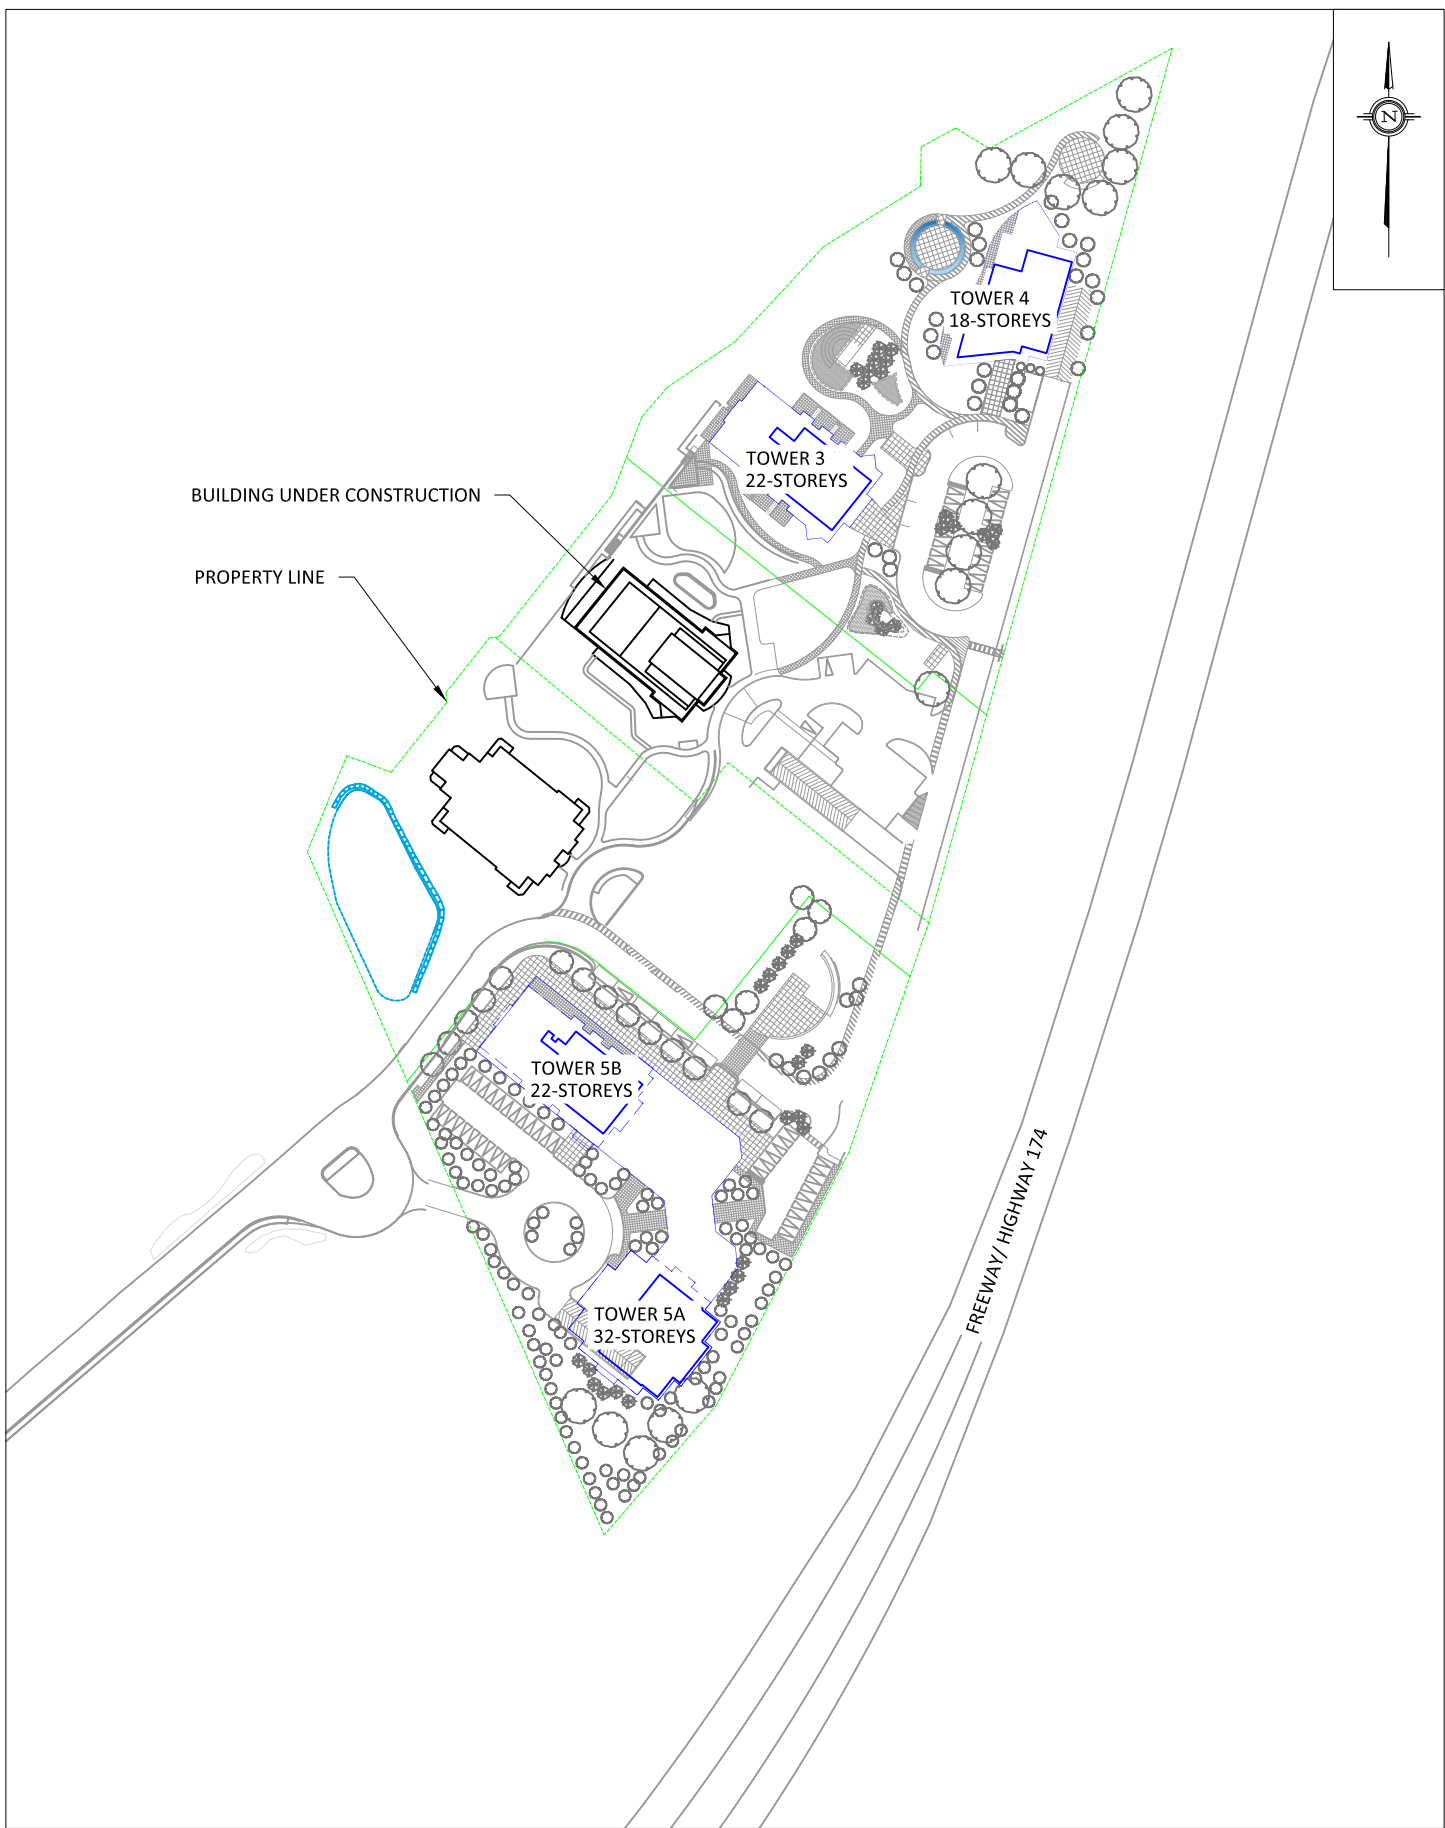 N
TOWER 4
18-STOREYS
TOWER 3
22-STOREYS
BUILDING UNDER CONSTRUCTION
PROPERTY LINE
TOWER 5B
22-STOREYS
FREEWAY/ HIGHWAY 174
TOWER 5A
32-STOREYS